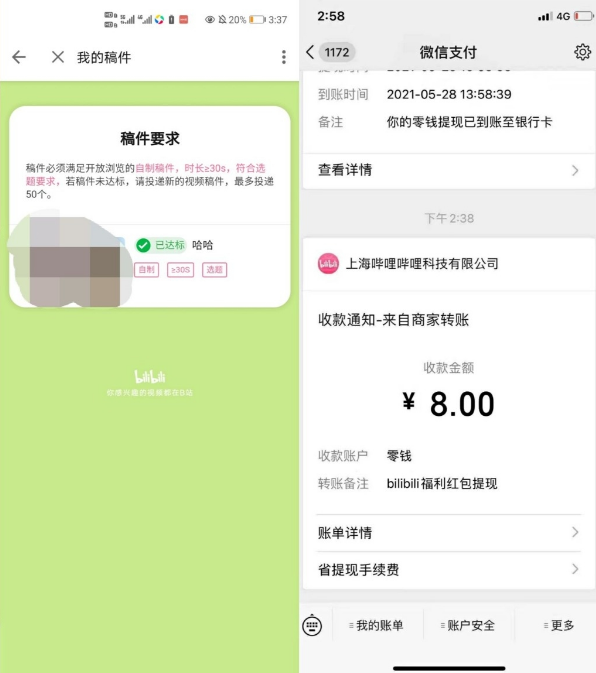 20% 3:37
我的稿件
稿件要求
稿件必须满足开放浏览的自制稿件，时长≥30s，符合选
题要求，若稿件未达标，请投递新的视频稿件，最多投递
50个。
已达标 哈哈
自制 ≥30S 选题
bilibili
你感兴趣的视频都在B站
2:58
4G
1172 微信支付
到账时间 2021-05-28 13:58:39
备注 你的零钱提现已到账至银行卡
查看详情
下午2:38
bilibili 上海哔哩哔哩科技有限公司
收款通知-来自商家转账
收款金额
¥ 8.00
收款账户 零钱
转账备注 bilibili福利红包提现
账单详情
省提现手续费
我的账单 账户安全 更多